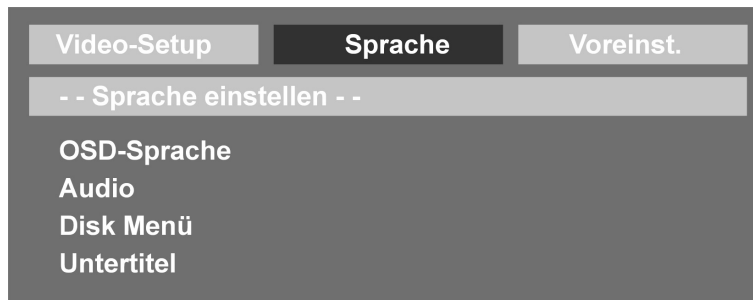 Video-Setup Sprache Voreinst.
- - Sprache einstellen - -
OSD-Sprache
Audio
Disk Menü
Untertitel